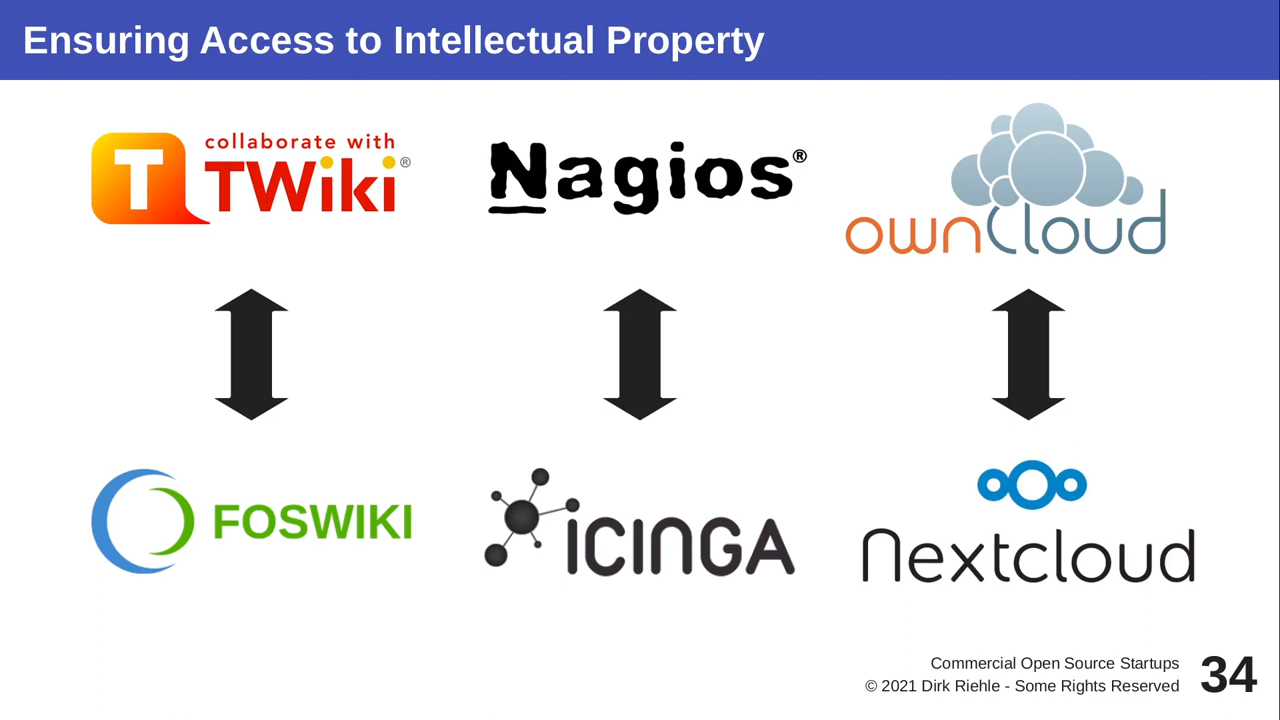 Ensuring Access to Intellectual Property
T
collaborate with
TWiki®
Nagios®
ownCloud
FOSWIKI
ICINGA
Nextcloud
Commercial Open Source Startups
© 2021 Dirk Riehle - Some Rights Reserved
34